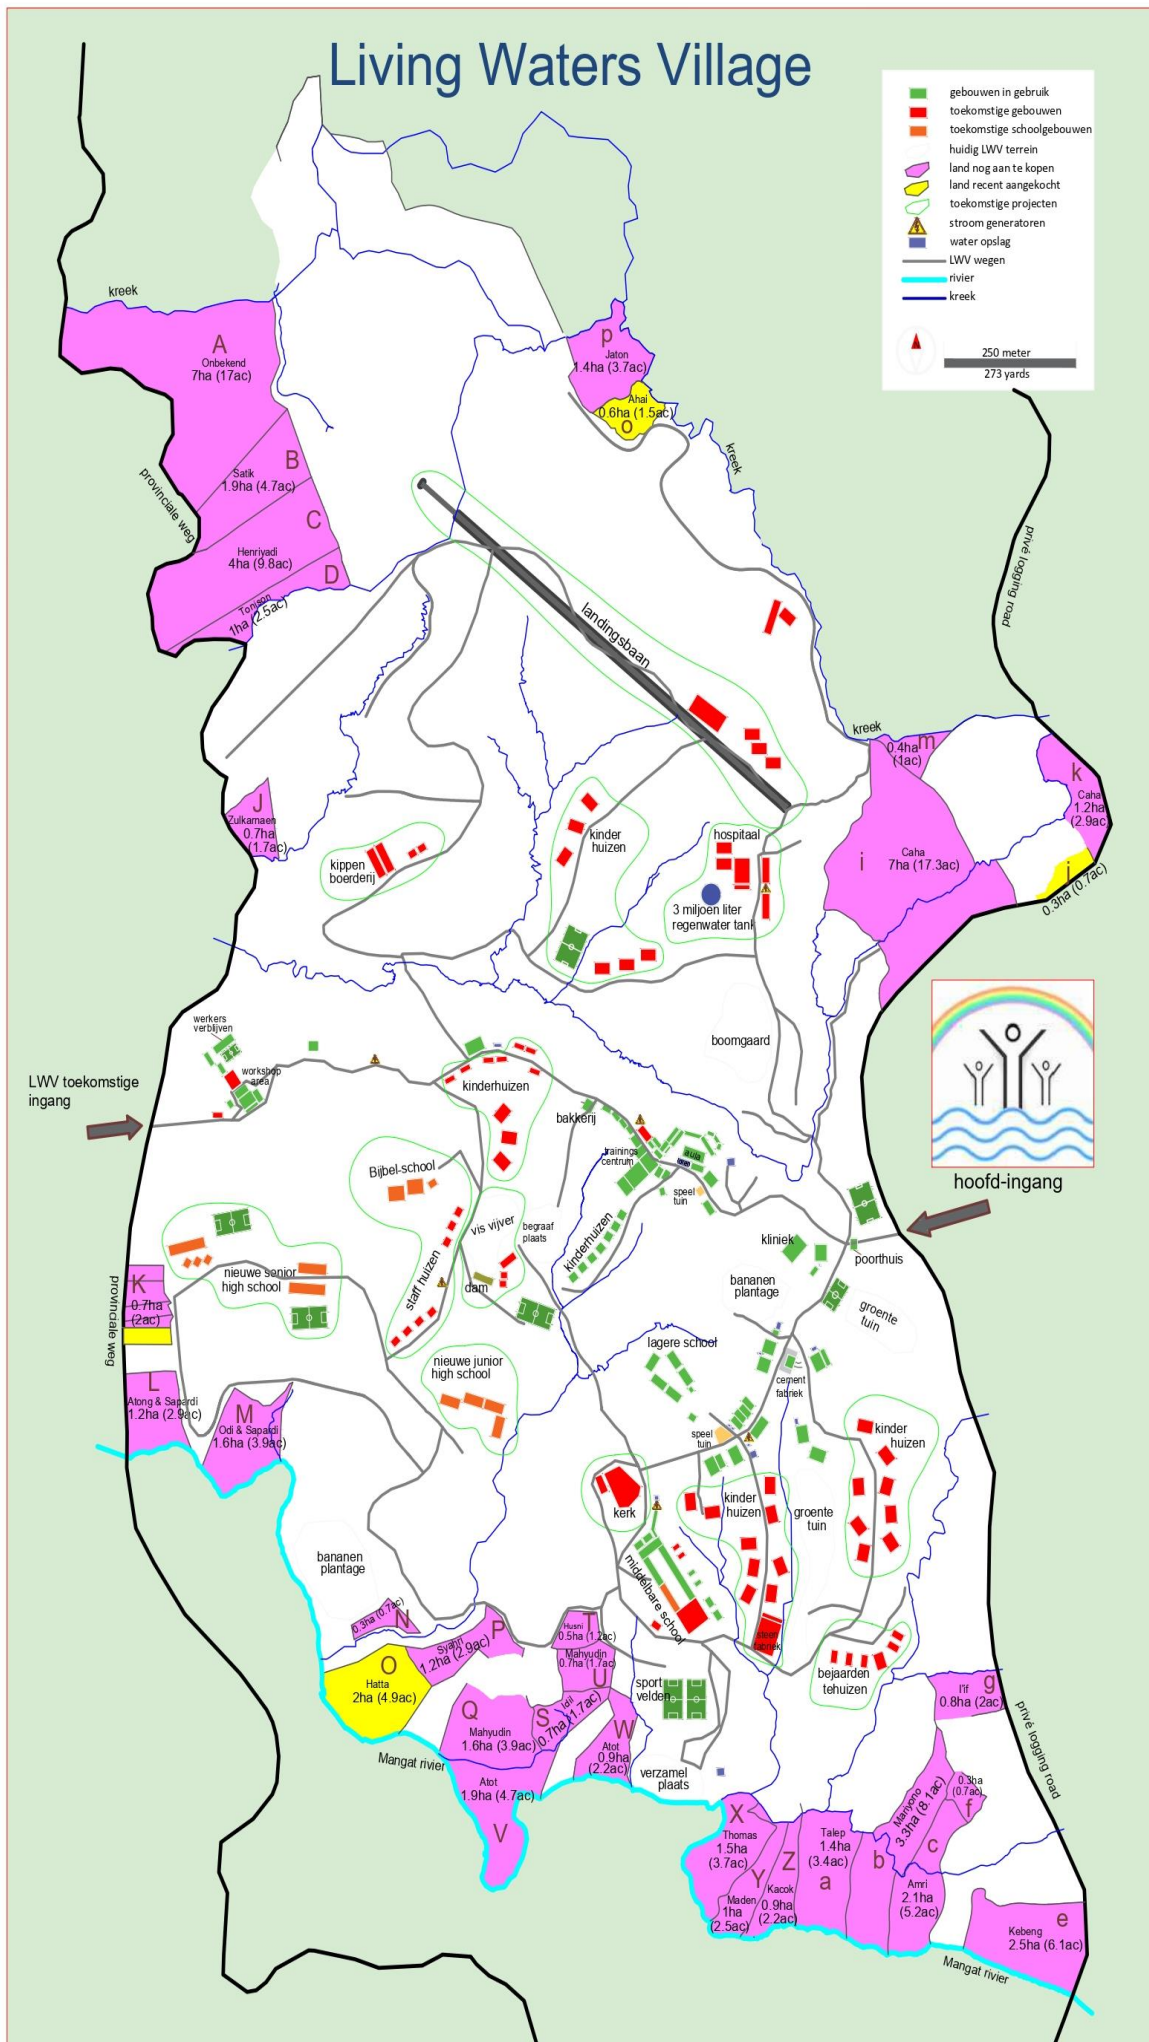 Living Waters Village
gebouwen in gebruik
toekomstige gebouwen
toekomstige schoolgebouwen
huidig LWV terrein
land nog aan te kopen
land recent aangekocht
toekomstige projecten
stroom generatoren
water opslag
LWV wegen
rivier
kreek
250 meter
273 yards
kreek
A
Onbekend
7ha (17ac)
p
Jaton
1.4ha (3.7ac)
Ahai
0.6ha (1.5ac)
o
kreek
B
Satik
1.9ha (4.7ac)
provinciale weg
C
Henriyadi
4ha (9.8ac)
D
Tonison
1ha (2.5ac)
privé logging road
landingsbaan
kreek
0.4ha
(1ac)
m
k
Caha
1.2ha
(2.9ac)
J
Zulkarnaen
0.7ha
(1.7ac)
kinder
huizen
hospitaal
kippen
boerderij
i
Caha
7ha (17.3ac)
j
0.3ha (0.7ac)
3 miljoen liter
regenwater tank
werkers
verblijven
boomgaard
workshop
area
LWV toekomstige
ingang
kinderhuizen
bakkerij
trainings
centrum
aula
Bijbel-school
speel
tuin
hoofd-ingang
vis vijver
begraaf
plaats
kinderhuizen
kliniek
poorthuis
staff huizen
nieuwe senior
high school
dam
bananen
plantage
groente
tuin
K
0.7ha
(2ac)
provinciale weg
lagere school
nieuwe junior
high school
cement
fabriek
L
Atong & Sapardi
1.2ha (2.9ac)
M
Odi & Sapardi
1.6ha (3.9ac)
speel
tuin
kinder
huizen
kerk
kinder
huizen
groente
tuin
bananen
plantage
middelbare school
0.3ha (0.7ac)
N
P
Syahri
1.2ha (2.9ac)
T
Husni
0.5ha (1.2ac)
Mahyudin
0.7ha (1.7ac)
U
steen
fabriek
bejaarden
tehuizen
O
Hatta
2ha (4.9ac)
sport
velden
g
l'if
0.8ha (2ac)
Q
Mahyudin
1.6ha (3.9ac)
S
Idil
0.7ha (1.7ac)
W
Atot
0.9ha
(2.2ac)
privé logging road
Mangat rivier
verzamel
plaats
Atot
1.9ha (4.7ac)
V
0.3ha
(0.7ac)
f
Mariyono
3.3ha (8.1ac)
X
Thomas
1.5ha
(3.7ac)
Talep
1.4ha
(3.4ac)
a
b
c
Z
Y
Kacok
0.9ha
(2.2ac)
Maden
1ha
(2.5ac)
Amri
2.1ha
(5.2ac)
e
Kebeng
2.5ha (6.1ac)
Mangat rivier